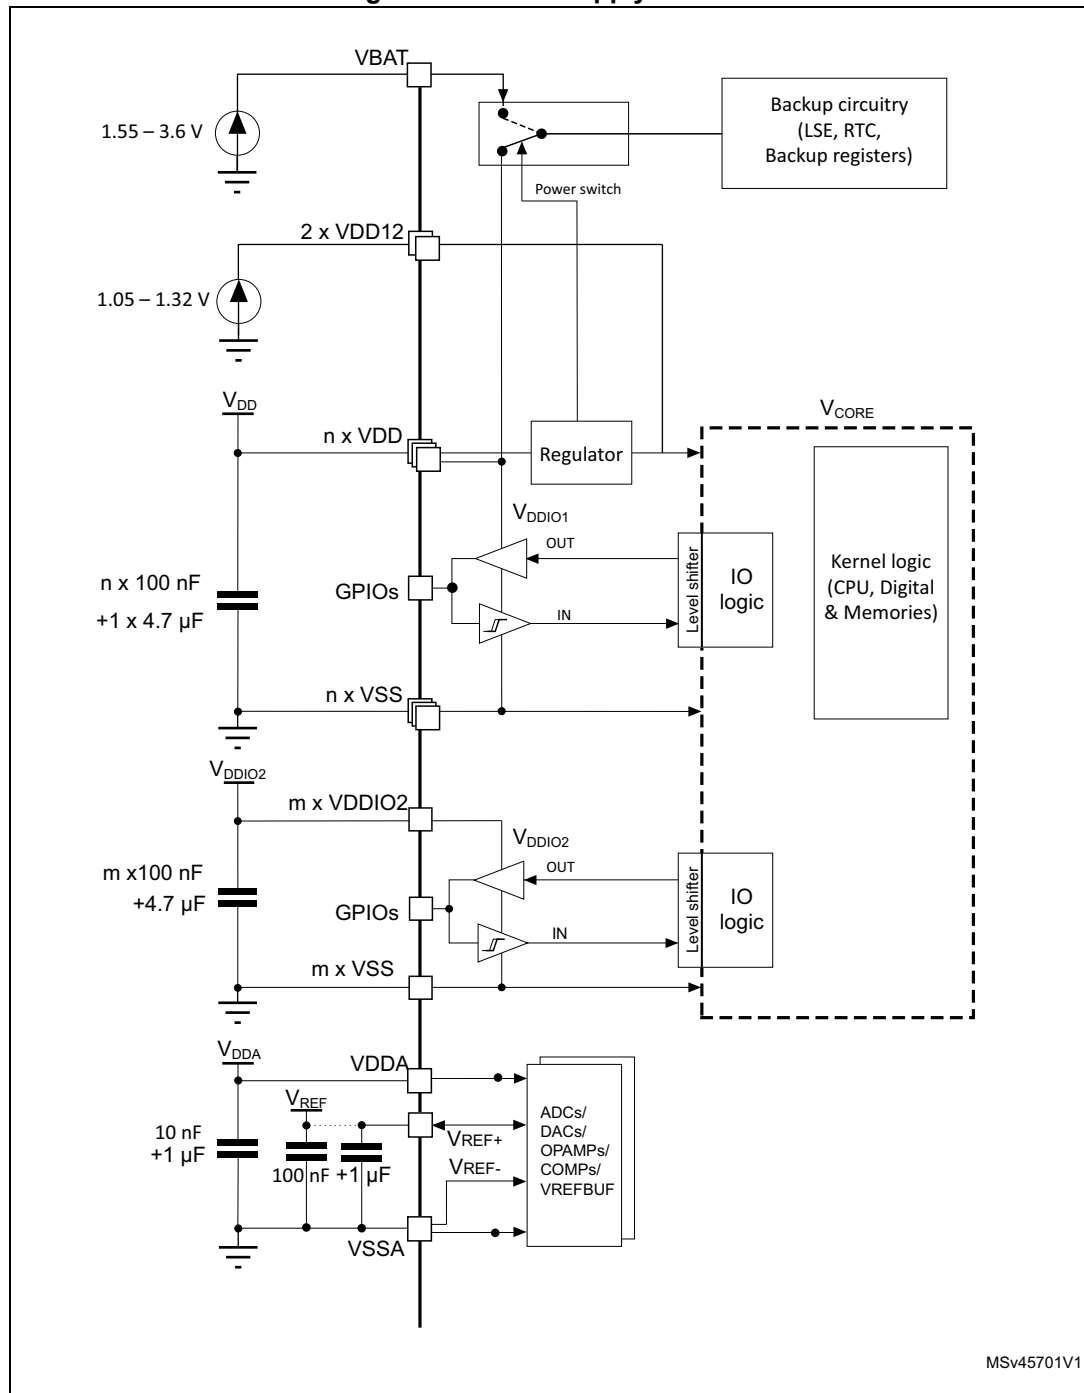 VBAT
1.55 – 3.6 V
Backup circuitry
(LSE, RTC,
Backup registers)
Power switch
2 x VDD12
1.05 – 1.32 V
VDD
n x VDD
Regulator
VCORE
VDDIO1
OUT
n x 100 nF
+1 x 4.7 µF
GPIOs
IN
Level shifter
IO
logic
Kernel logic
(CPU, Digital
& Memories)
n x VSS
VDDIO2
m x VDDIO2
VDDIO2
OUT
m x100 nF
+4.7 µF
GPIOs
IN
Level shifter
IO
logic
m x VSS
VDDA
VDDA
VREF
10 nF
+1 µF
100 nF
+1 µF
VREF+
VREF-
ADCs/
DACs/
OPAMPs/
COMPs/
VREFBUF
VSSA
MSv45701V1